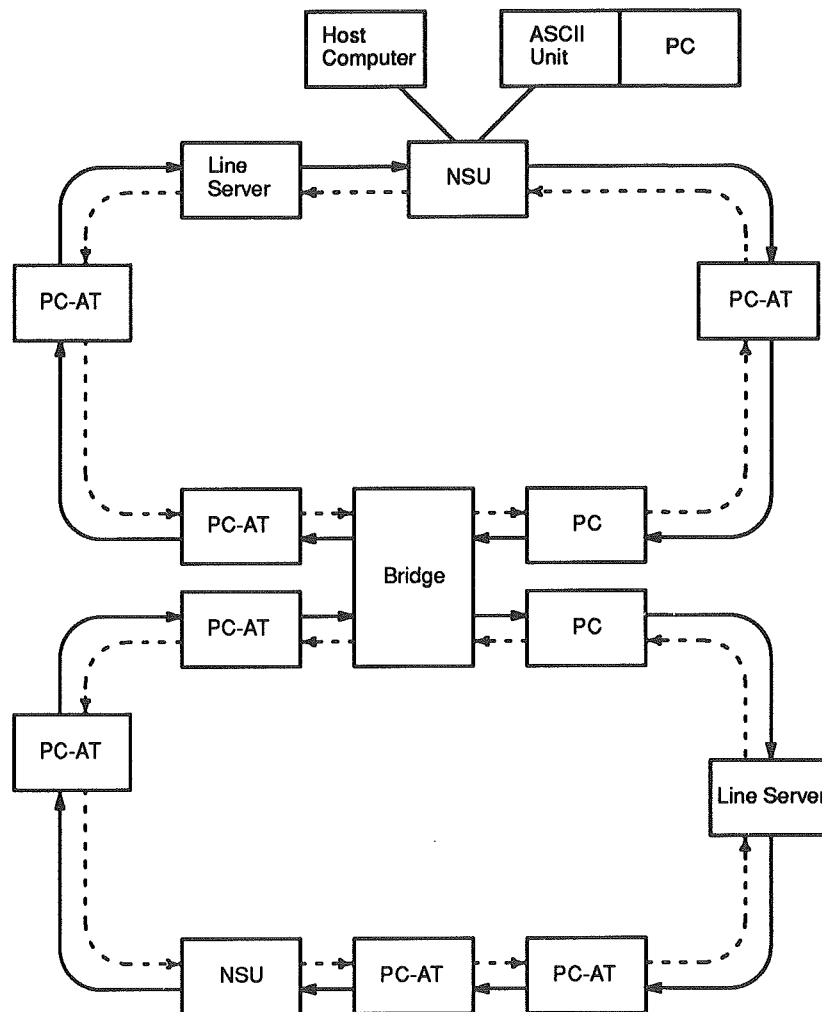 Host
Computer
ASCII
Unit
PC
Line
Server
NSU
PC-AT
PC-AT
PC-AT
PC
Bridge
PC-AT
PC
PC-AT
Line Server
NSU
PC-AT
PC-AT